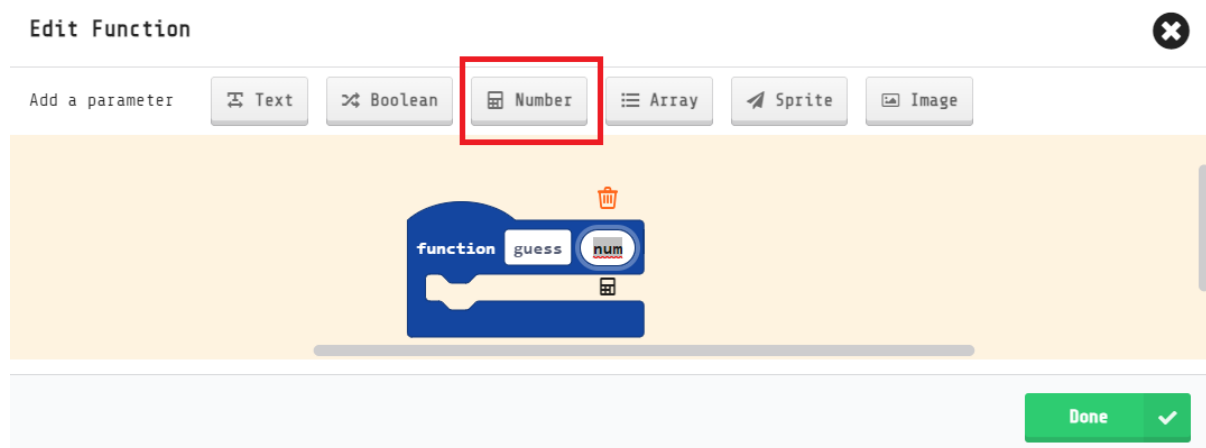 Edit Function
Add a parameter Text Boolean Number Array Sprite Image
function guess num
Done